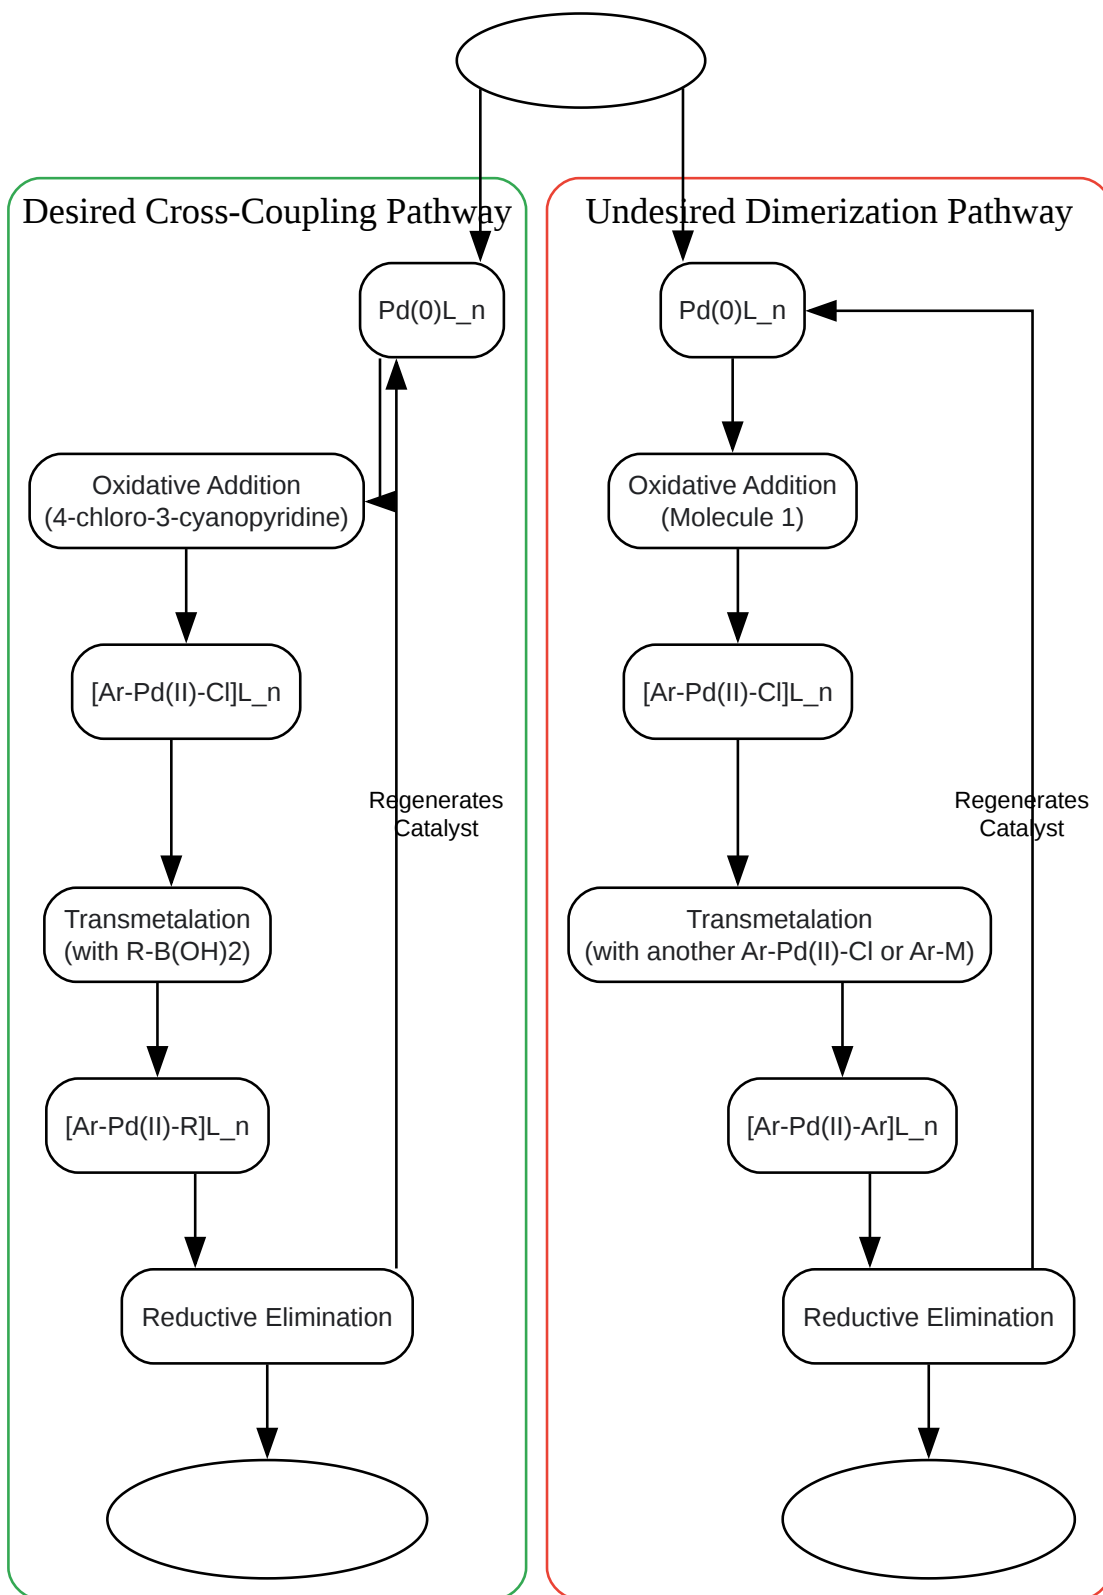 Desired Cross-Coupling Pathway
Pd(0)L_n
Oxidative Addition
(4-chloro-3-cyanopyridine)
[Ar-Pd(II)-Cl]L_n
Regenerates
Catalyst
Transmetalation
(with R-B(OH)2)
[Ar-Pd(II)-R]L_n
Reductive Elimination
Undesired Dimerization Pathway
Pd(0)L_n
Oxidative Addition
(Molecule 1)
[Ar-Pd(II)-Cl]L_n
Regenerates
Catalyst
Transmetalation
(with another Ar-Pd(II)-Cl or Ar-M)
[Ar-Pd(II)-Ar]L_n
Reductive Elimination